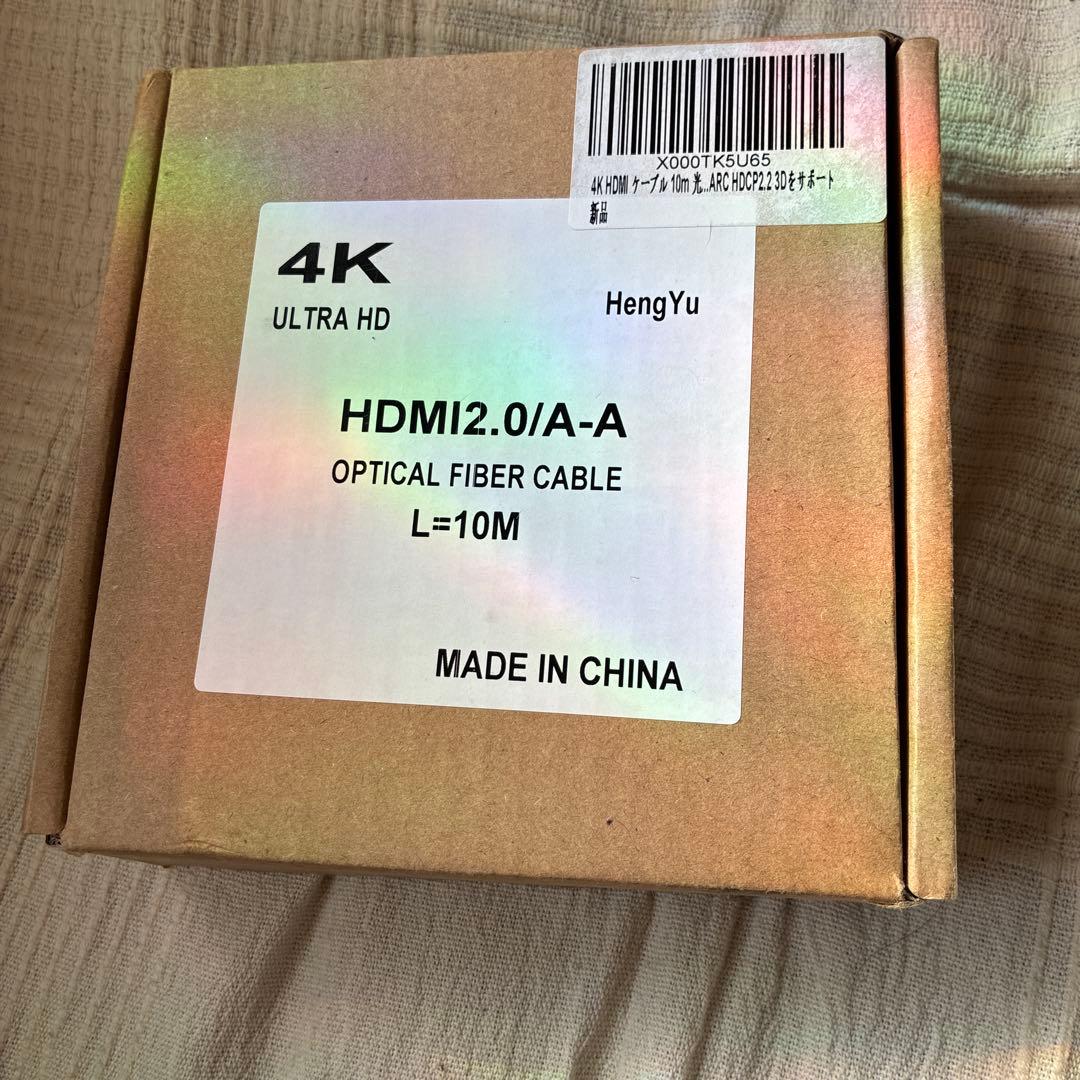 X000TK5U65
4K HDMI ケーブル 10m 光...ARC HDCP2.2 3Dをサポート
新品
4K
ULTRA HD
HengYu
HDMI2.0/A-A
OPTICAL FIBER CABLE
L=10M
MADE IN CHINA